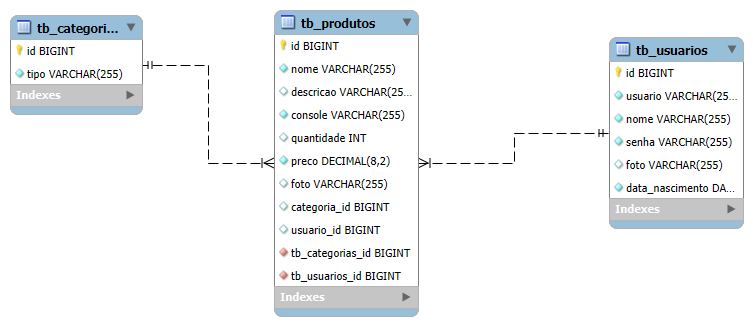 tb_categori...
id BIGINT
tipo VARCHAR(255)
Indexes
tb_produtos
id BIGINT
nome VARCHAR(255)
descricao VARCHAR(25...
console VARCHAR(255)
quantidade INT
preco DECIMAL(8,2)
foto VARCHAR(255)
categoria_id BIGINT
usuario_id BIGINT
tb_categorias_id BIGINT
tb_usuarios_id BIGINT
Indexes
tb_usuarios
id BIGINT
usuario VARCHAR(25...
nome VARCHAR(255)
senha VARCHAR(255)
foto VARCHAR(255)
data_nascimento DA...
Indexes